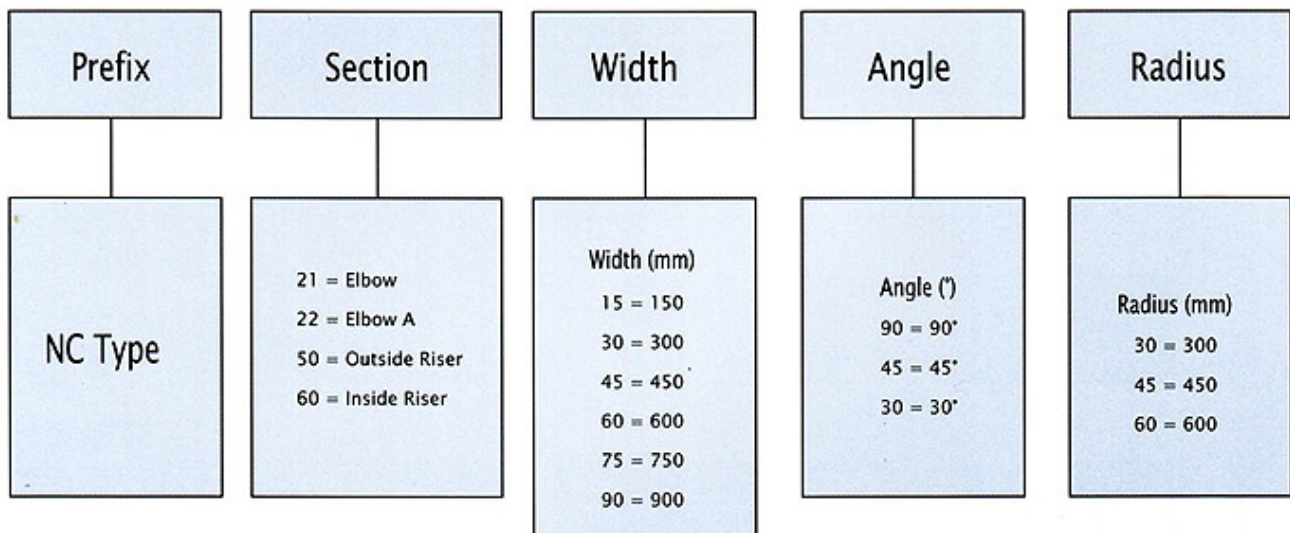 Prefix
Section
Width
Angle
Radius
NC Type
21 = Elbow
22 = Elbow A
50 = Outside Riser
60 = Inside Riser
Width (mm)
15 = 150
30 = 300
45 = 450
60 = 600
75 = 750
90 = 900
Angle (°)
90 = 90°
45 = 45°
30 = 30°
Radius (mm)
30 = 300
45 = 450
60 = 600